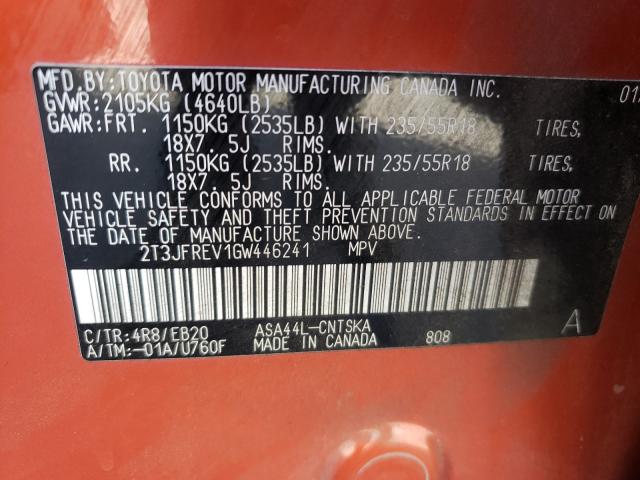 MFD. BY: TOYOTA MOTOR MANUFACTURING CANADA INC.
GVWR: 2105KG (4640LB)
GAWR: FRT. 1150KG (2535LB) WITH 235/55R18 TIRES,
18X7. 5J RIMS.
RR. 1150KG (2535LB) WITH 235/55R18 TIRES,
18X7. 5J RIMS.
THIS VEHICLE CONFORMS TO ALL APPLICABLE FEDERAL MOTOR
VEHICLE SAFETY AND THEFT PREVENTION STANDARDS IN EFFECT ON
THE DATE OF MANUFACTURE SHOWN ABOVE.
2T3JFREV1GW446241 MPV
C/TR: 4R8/EB20 ASA44L-CNTSKA 808 A
A/TM: -01A/U760F MADE IN CANADA